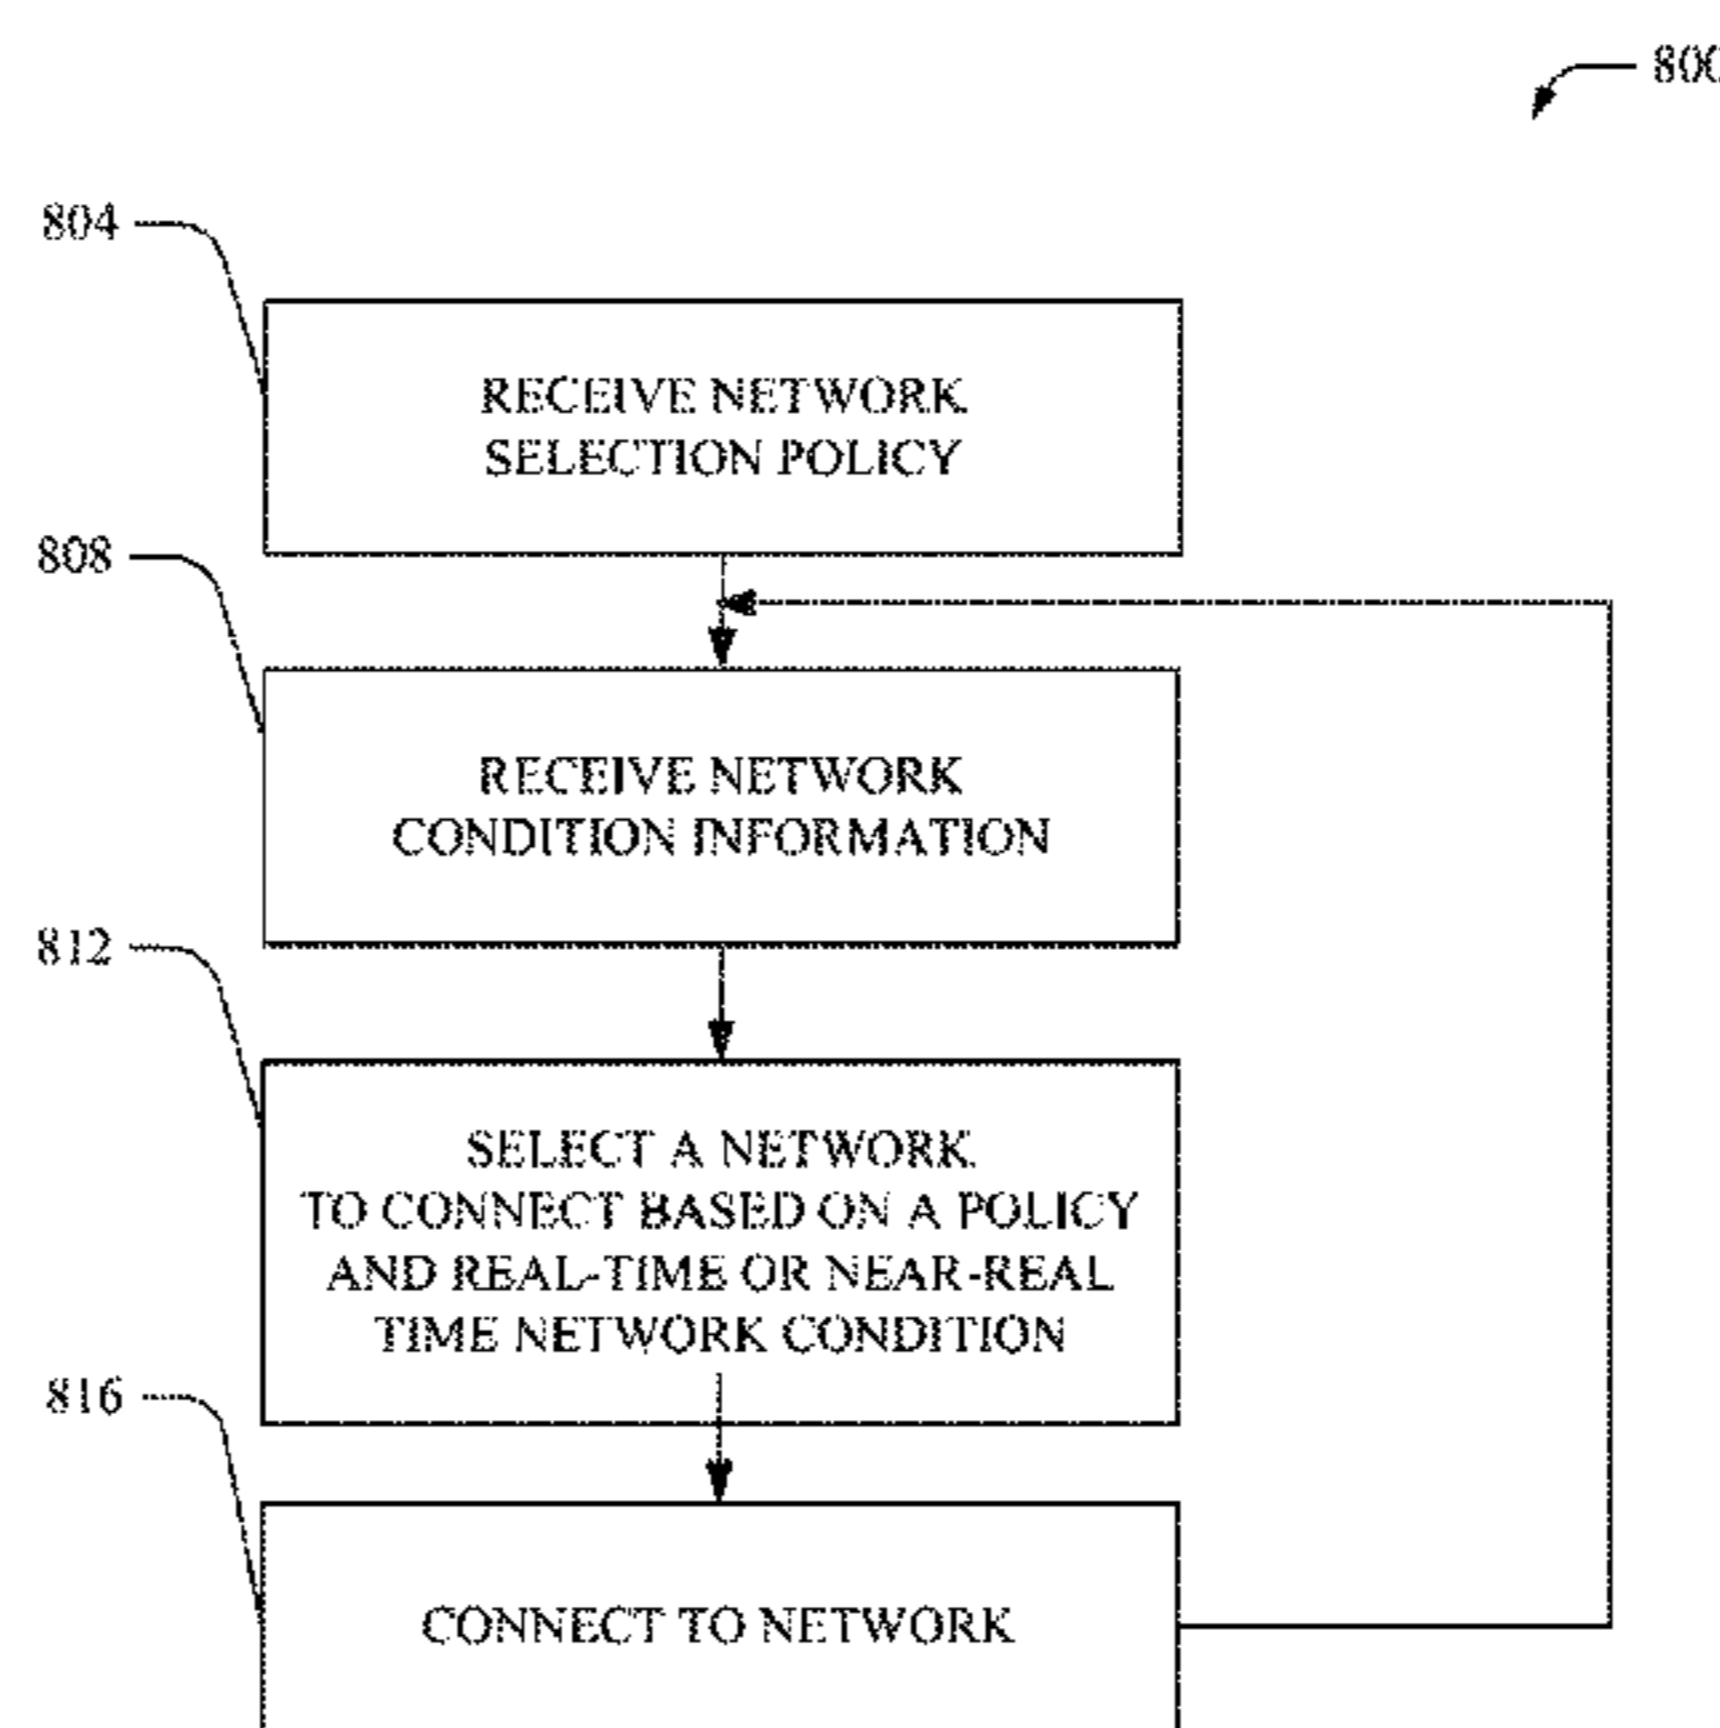 800
804
RECEIVE NETWORK
SELECTION POLICY
808
RECEIVE NETWORK
CONDITION INFORMATION
812
SELECT A NETWORK
TO CONNECT BASED ON A POLICY
AND REAL-TIME OR NEAR-REAL
TIME NETWORK CONDITION
816
CONNECT TO NETWORK